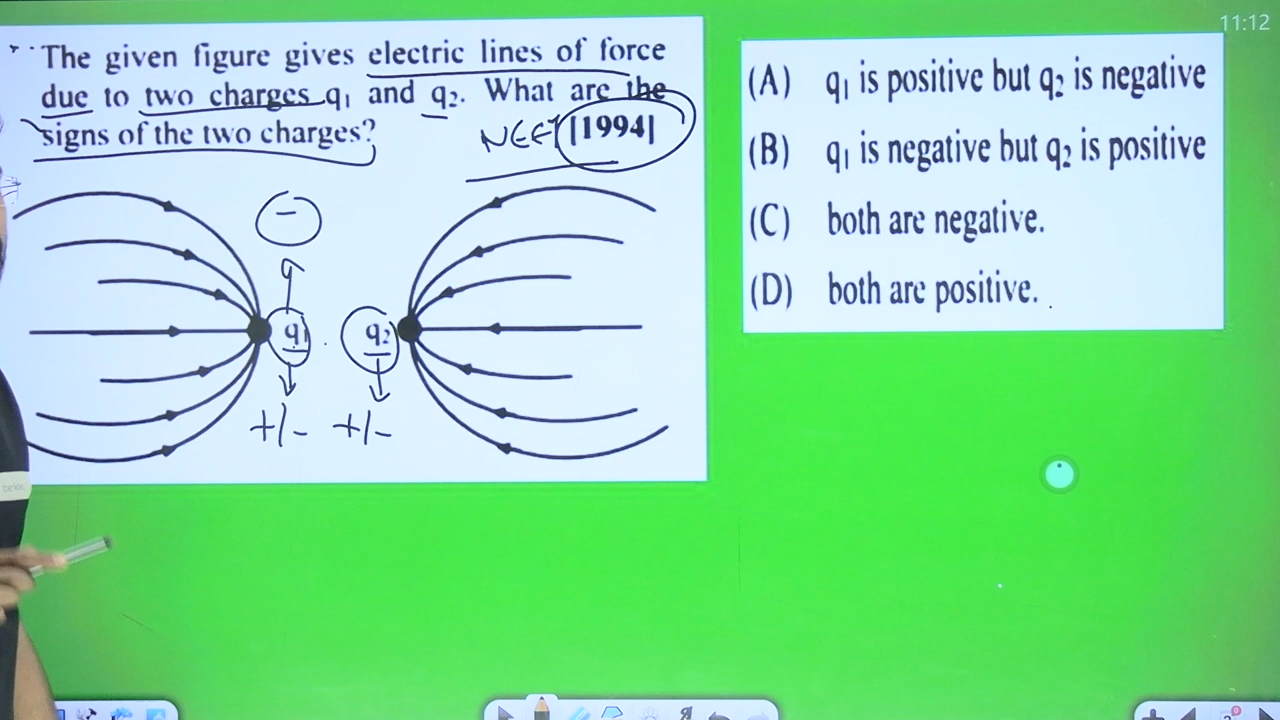 11:12
The given figure gives electric lines of force
due to two charges q₁ and q₂. What are the
signs of the two charges? NEET [1994]
−
q₁ q₂
+/- +/-
(A) q₁ is positive but q₂ is negative
(B) q₁ is negative but q₂ is positive
(C) both are negative.
(D) both are positive.